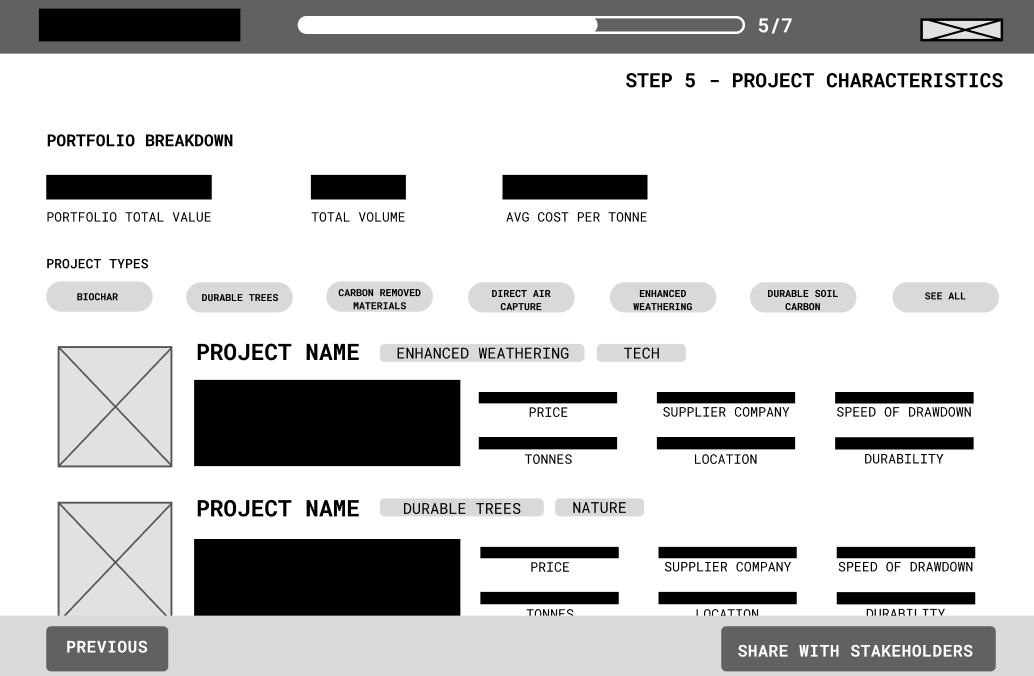 5/7
STEP 5 - PROJECT CHARACTERISTICS
PORTFOLIO BREAKDOWN
PORTFOLIO TOTAL VALUE
TOTAL VOLUME
AVG COST PER TONNE
PROJECT TYPES
BIOCHAR
DURABLE TREES
CARBON REMOVED
MATERIALS
DIRECT AIR
CAPTURE
ENHANCED
WEATHERING
DURABLE SOIL
CARBON
SEE ALL
PROJECT NAME
ENHANCED WEATHERING
TECH
PRICE
SUPPLIER COMPANY
SPEED OF DRAWDOWN
TONNES
LOCATION
DURABILITY
PROJECT NAME
DURABLE TREES
NATURE
PRICE
SUPPLIER COMPANY
SPEED OF DRAWDOWN
TONNES
LOCATION
DURABILITY
PREVIOUS
SHARE WITH STAKEHOLDERS